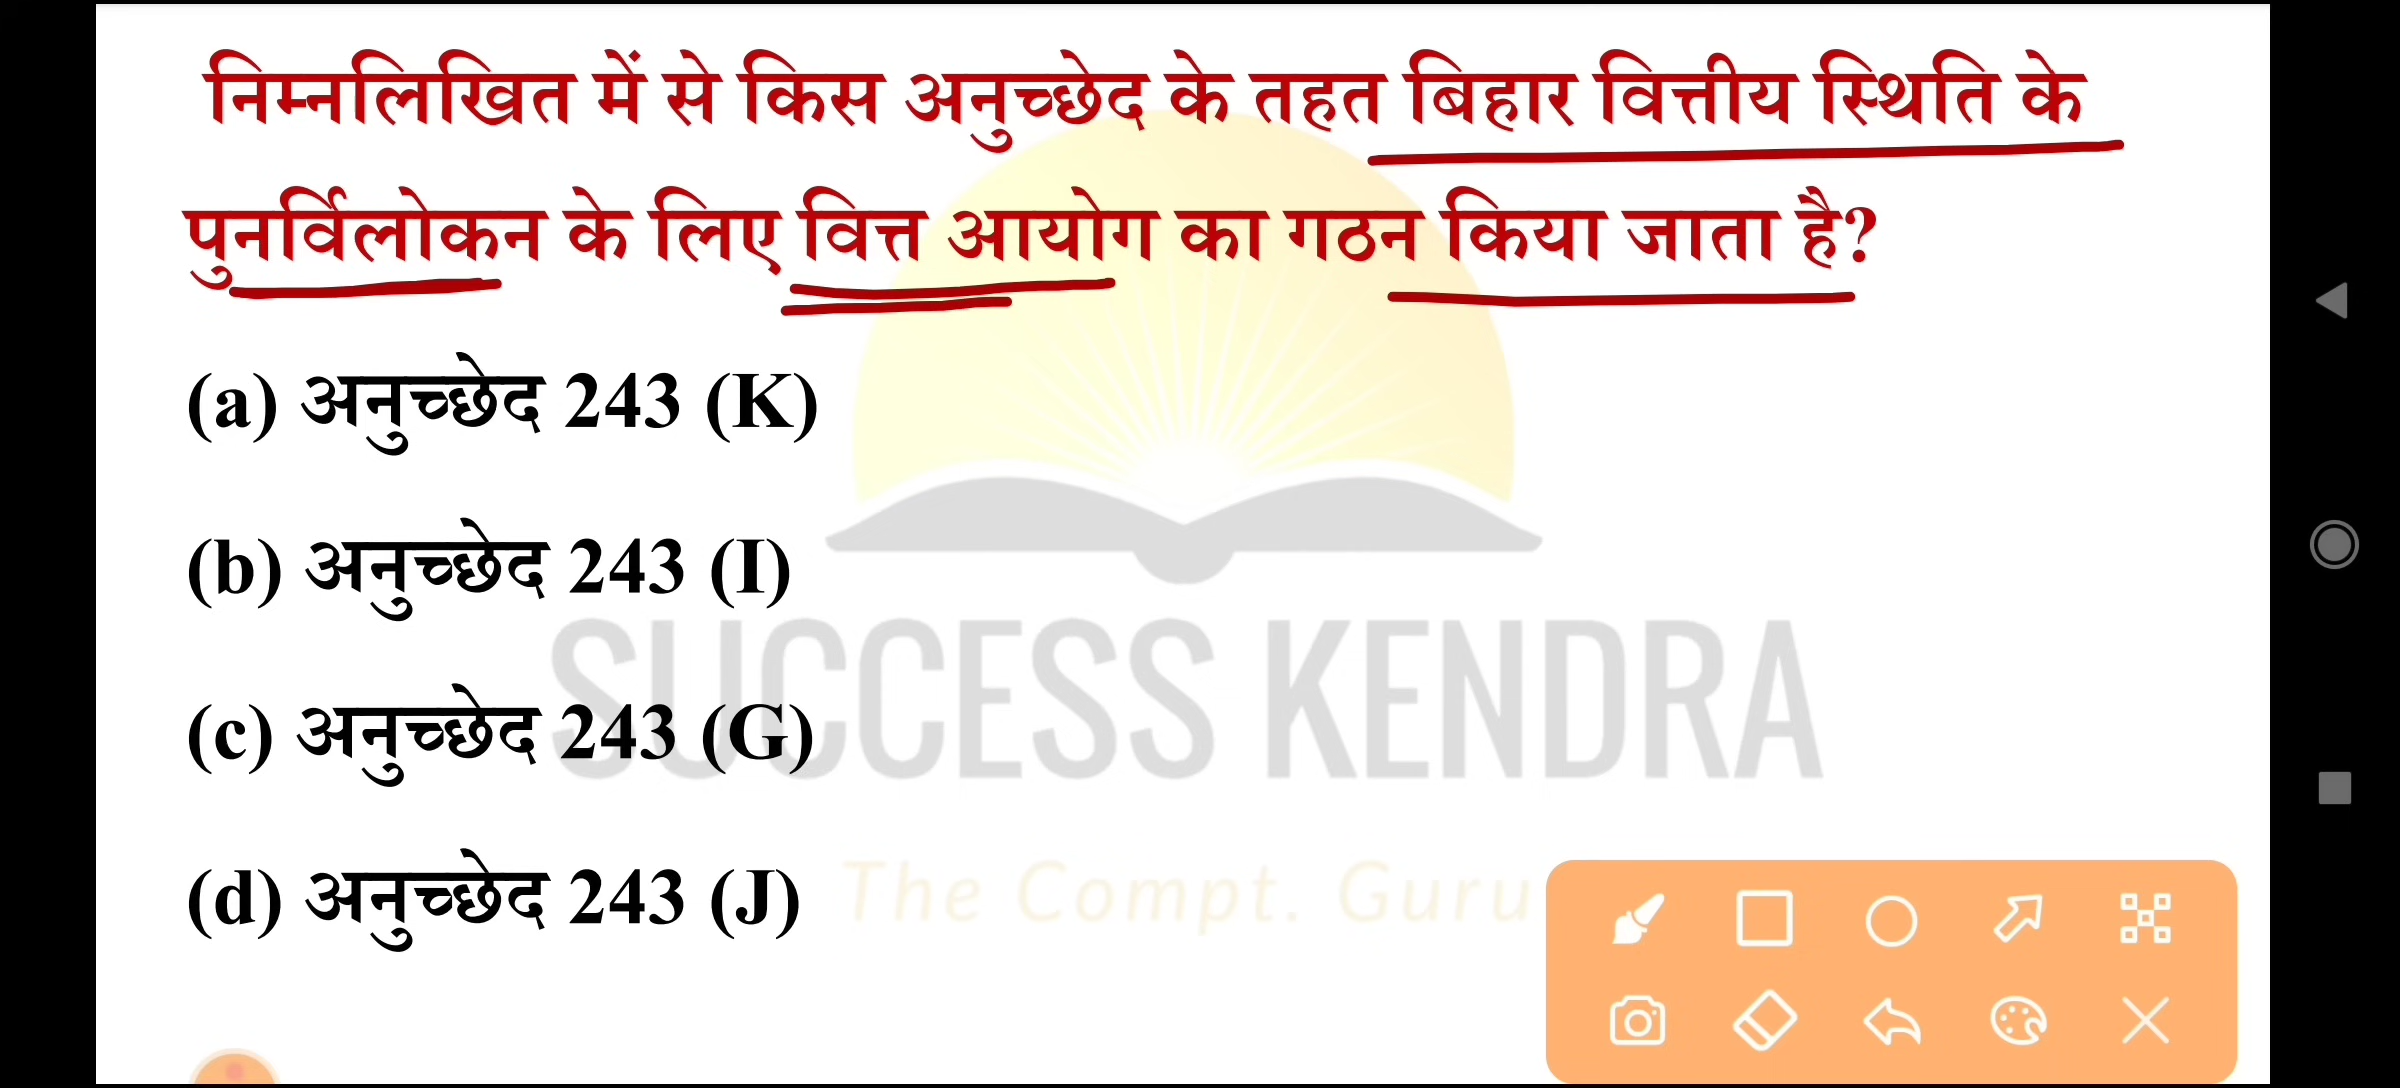 निम्नलिखित में से किस अनुच्छेद के तहत बिहार वित्तीय स्थिति के
पुनर्विलोकन के लिए वित्त आयोग का गठन किया जाता है?
(a) अनुच्छेद 243 (K)
(b) अनुच्छेद 243 (I)
(c) अनुच्छेद 243 (G)
(d) अनुच्छेद 243 (J)
SUCCESS KENDRA
The Compt. Guru